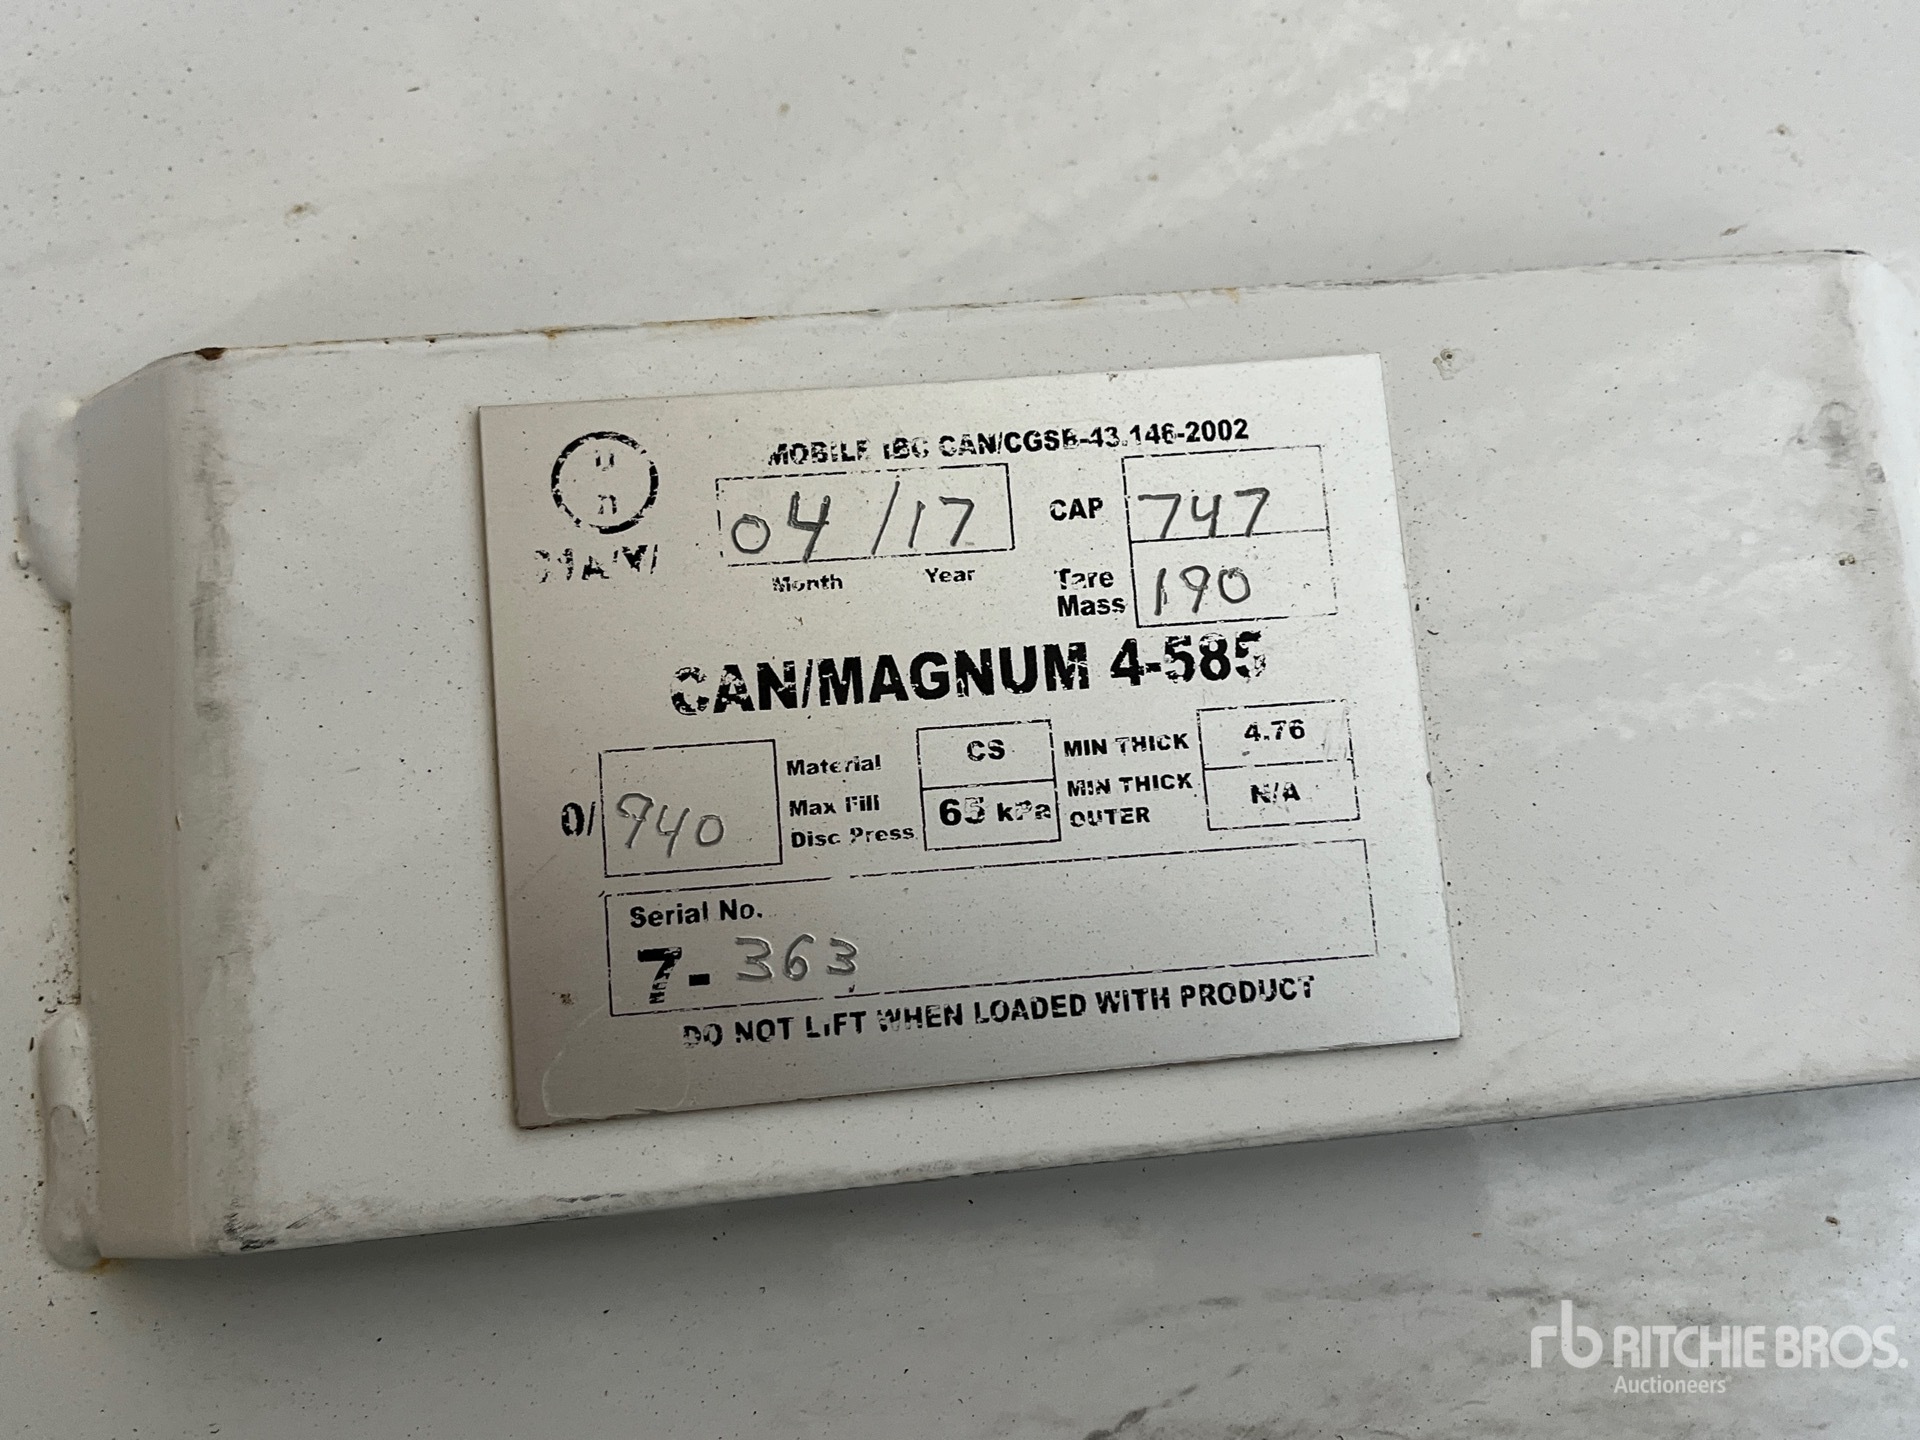 u
n
31A/Y/
MOBILE IBC CAN/CGSB-43.146-2002
04/17
Month Year
CAP 747
Tare Mass 190
CAN/MAGNUM 4-585
0/ 940
Material CS
Max Fill Disc Press 65 kPa
MIN THICK 4.76
MIN THICK OUTER N/A
Serial No.
7- 363
DO NOT LIFT WHEN LOADED WITH PRODUCT
rb RITCHIE BROS.
Auctioneers